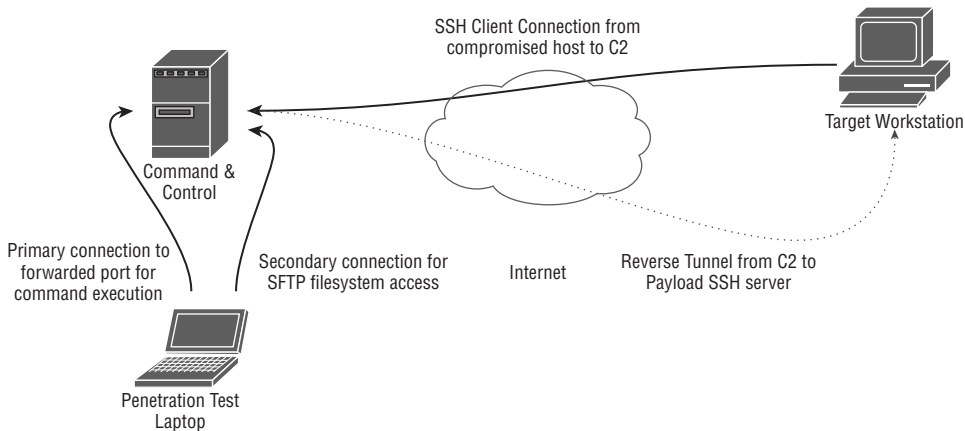 SSH Client Connection from
compromised host to C2
Target Workstation
Command &
Control
Primary connection to
forwarded port for
command execution
Secondary connection for
SFTP filesystem access
Internet
Reverse Tunnel from C2 to
Payload SSH server
Penetration Test
Laptop